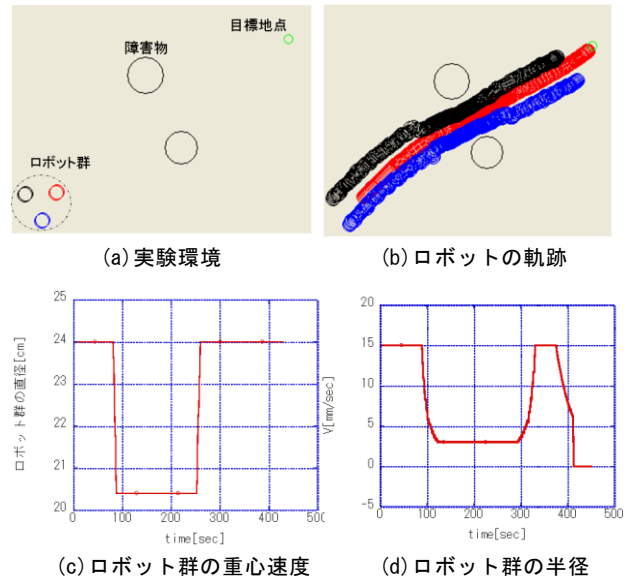 目標地点
障害物
ロボット群
(a)実験環境
(b)ロボットの軌跡
ロボット群の直径[cm]
25
24
23
22
21
20
0
100
200
300
400
500
time[sec]
V[mm/sec]
20
15
10
5
0
-5
0
100
200
300
400
500
time[sec]
(c)ロボット群の重心速度
(d)ロボット群の半径